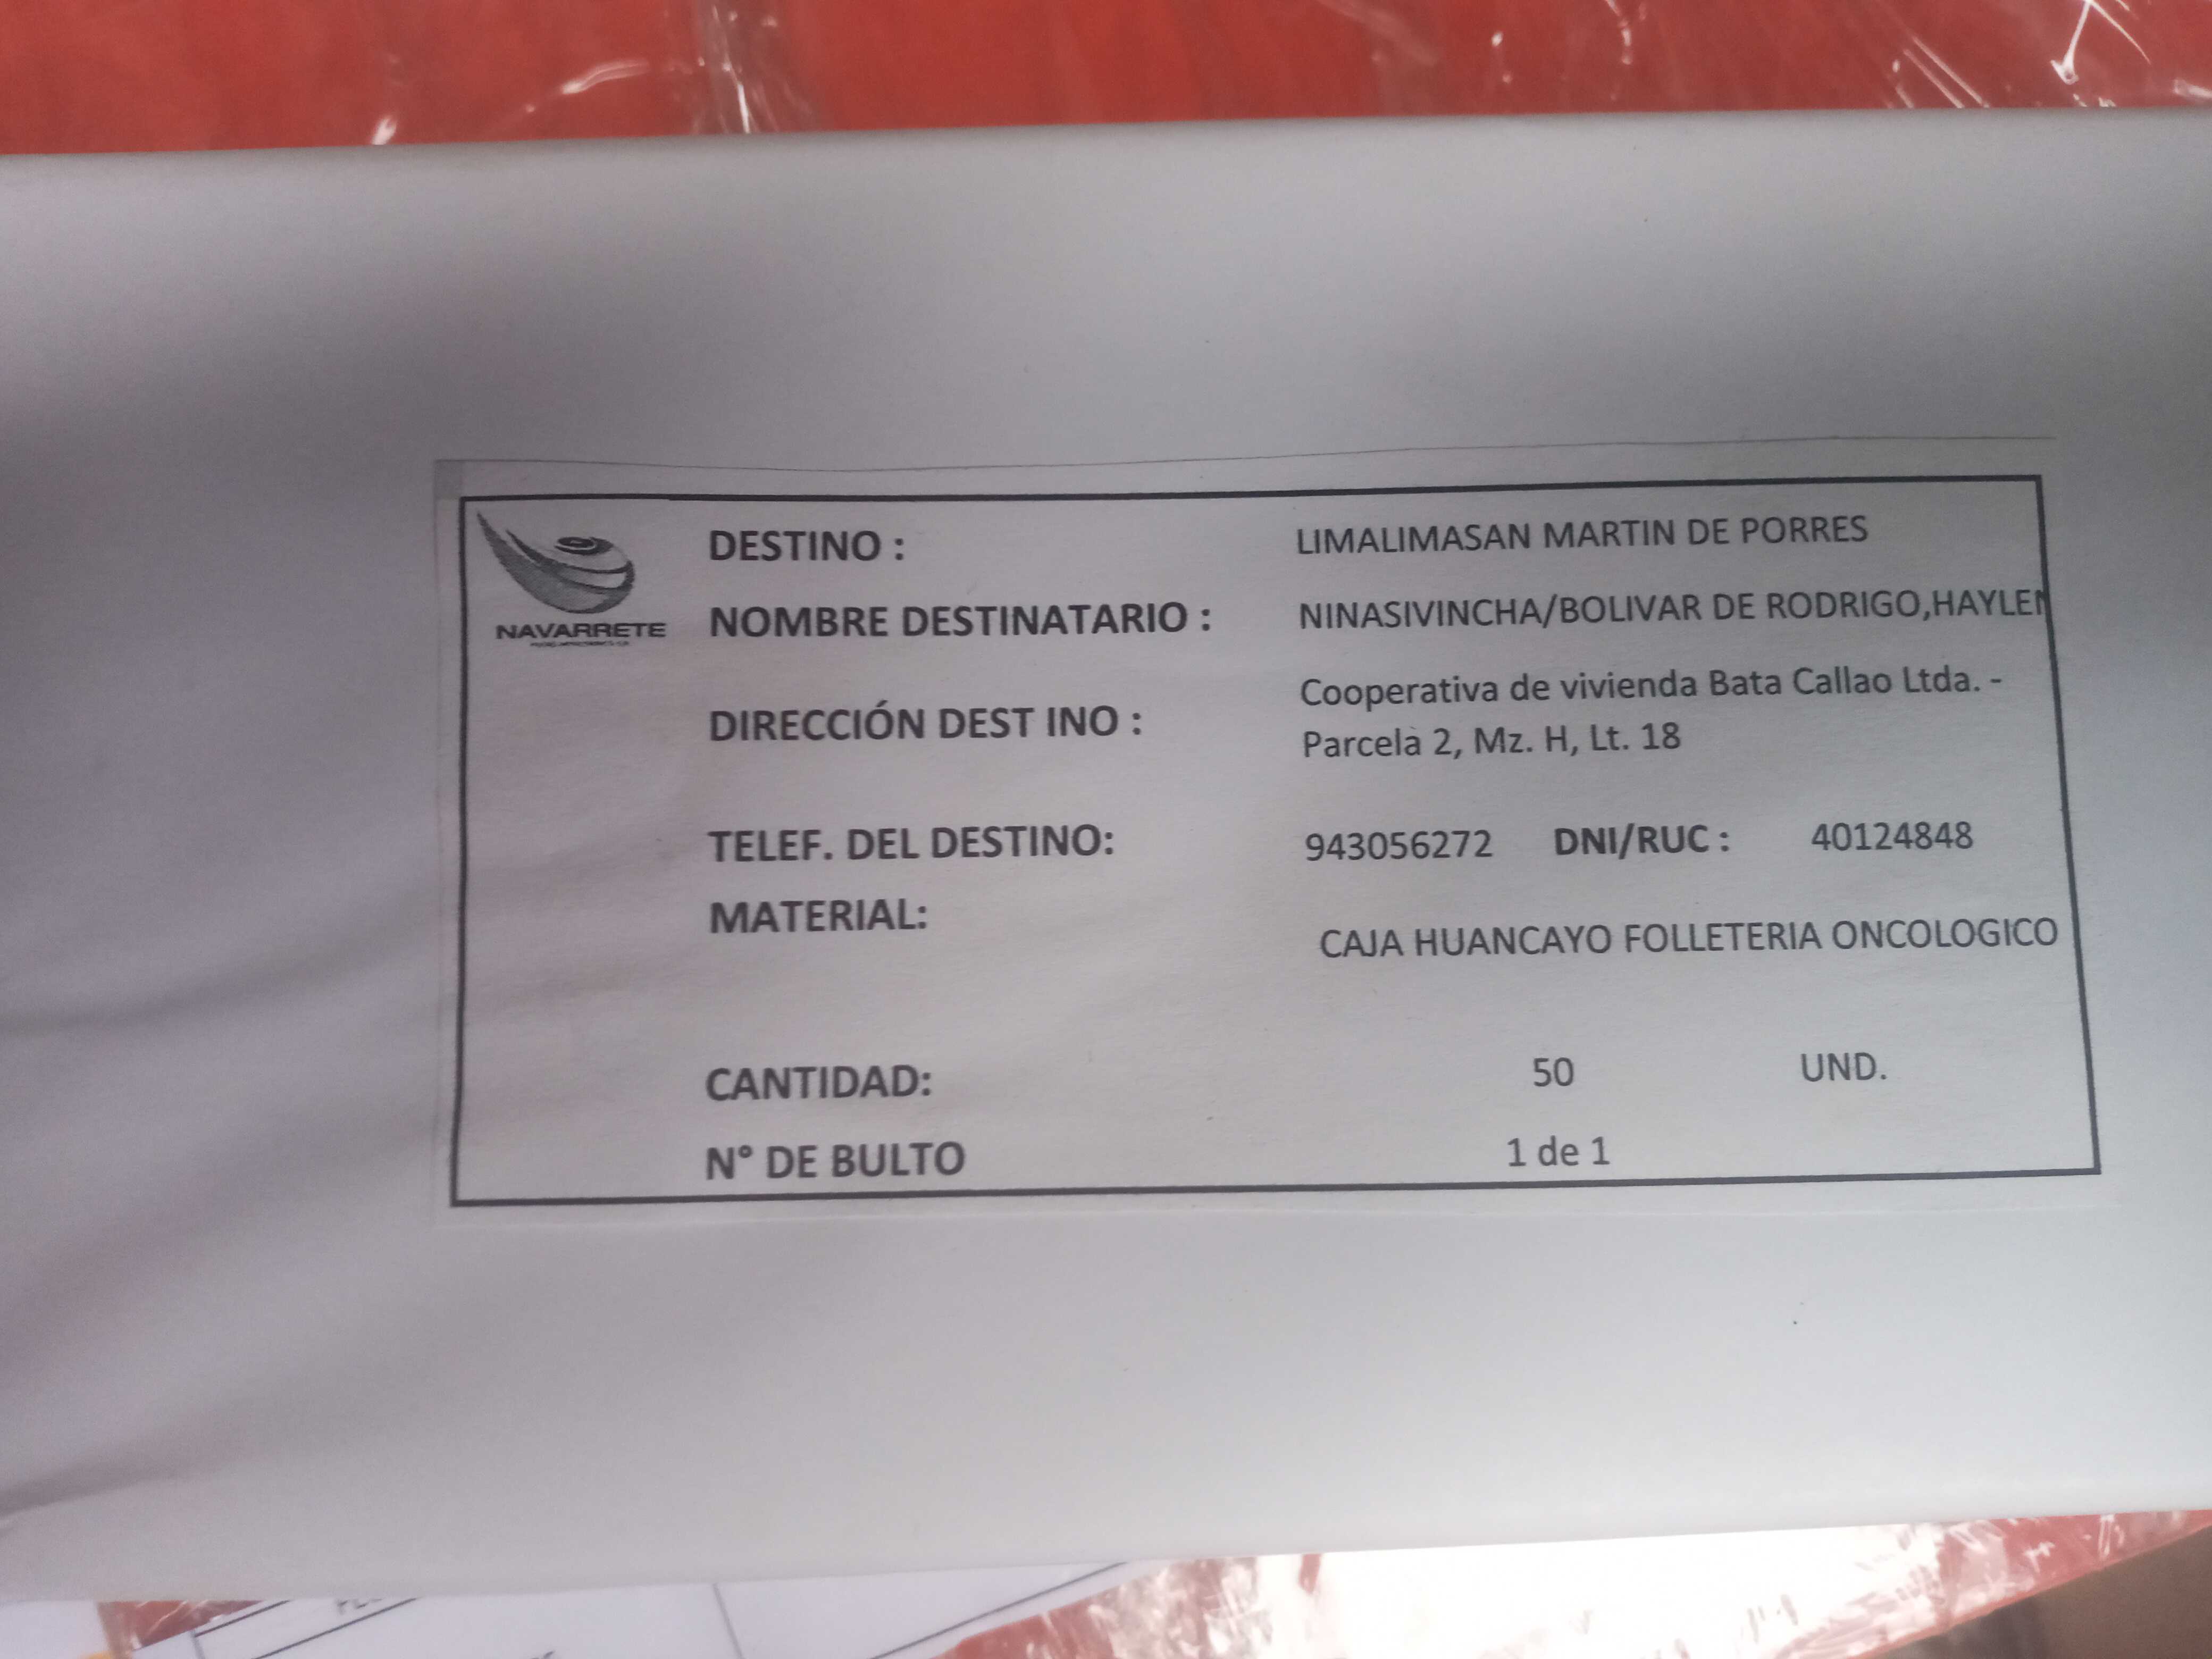 NAVARRETE
DESTINO : LIMALIMASAN MARTIN DE PORRES
NOMBRE DESTINATARIO : NINASIVINCHA/BOLIVAR DE RODRIGO,HAYLEN
DIRECCIÓN DEST INO : Cooperativa de vivienda Bata Callao Ltda. -
Parcela 2, Mz. H, Lt. 18
TELEF. DEL DESTINO: 943056272 DNI/RUC : 40124848
MATERIAL: CAJA HUANCAYO FOLLETERIA ONCOLOGICO
CANTIDAD: 50 UND.
N° DE BULTO 1 de 1